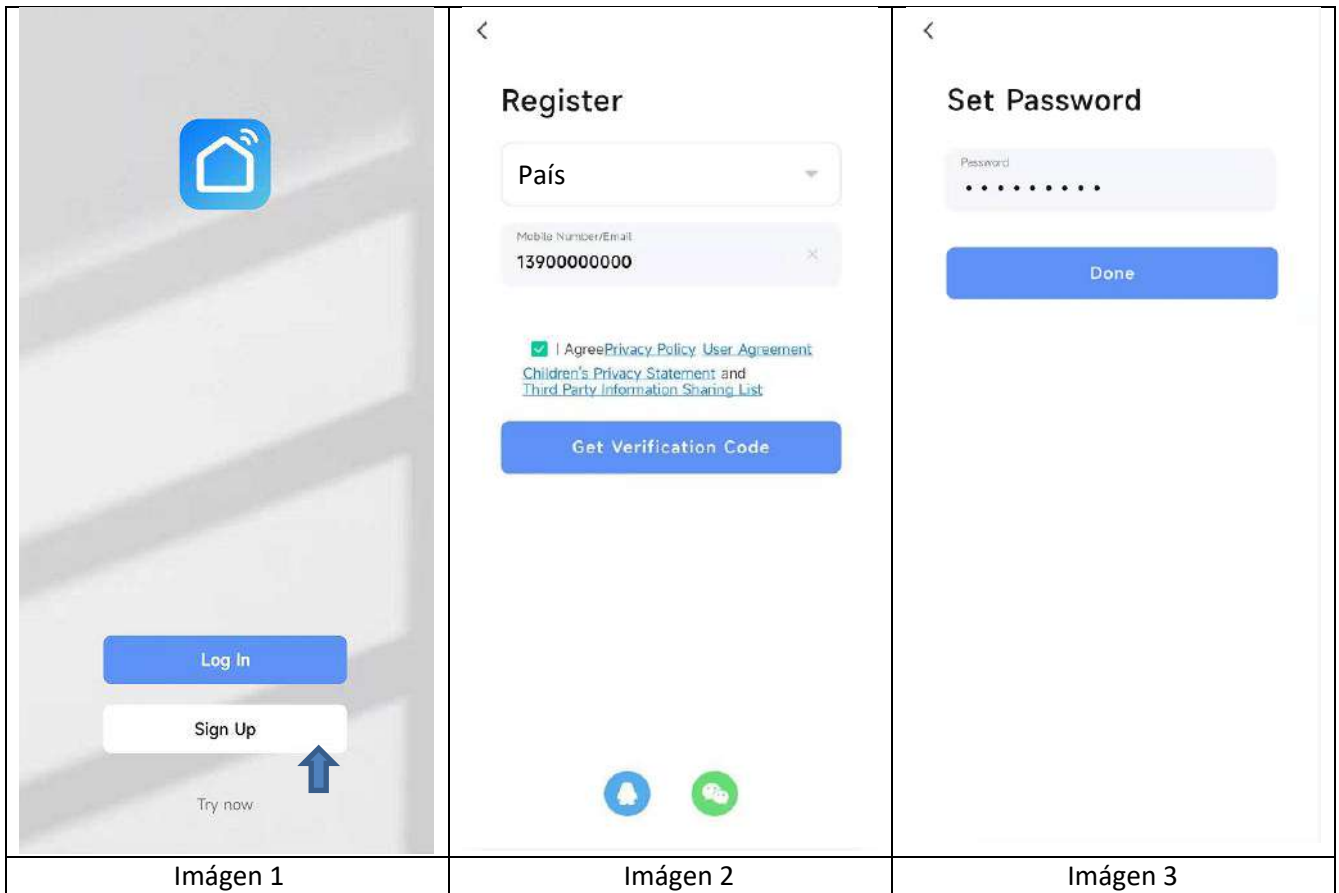 Log In
Sign Up
Try now
Register
País
Mobile Number/Email
13900000000
I AgreePrivacy Policy User Agreement
Children's Privacy Statement and
Third Party Information Sharing List
Get Verification Code
Set Password
Password
•••••••••
Done
Imágen 1
Imágen 2
Imágen 3